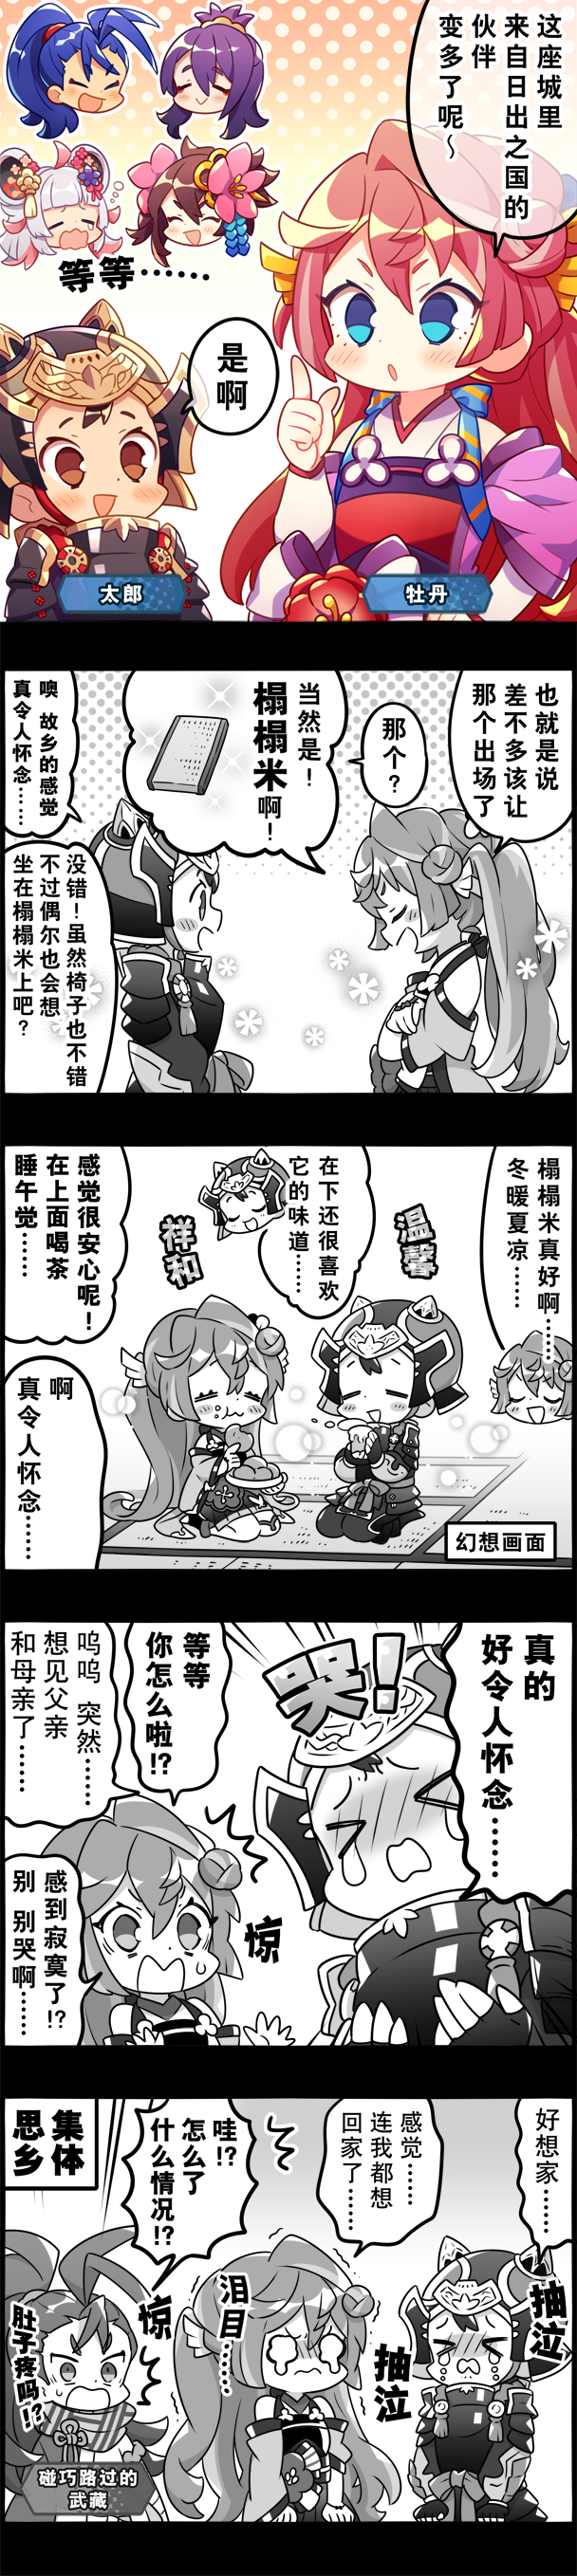 这座城里
来自日出之国的
伙伴
变多了呢～
等等……
是啊
太郎
牡丹
也就是说
差不多该让
那个出场了
那个？
当然是！
榻榻米啊！
噢 故乡的感觉
真令人怀念……
没错！虽然椅子也不错
不过偶尔也会想
坐在榻榻米上吧？
榻榻米真好啊……
冬暖夏凉……
温馨
在下还很喜欢
它的味道……
祥和
感觉很安心呢！
在上面喝茶
睡午觉……
啊
真令人怀念……
幻想画面
真的
好令人怀念……
哭！
等等
你怎么啦!?
呜呜 突然……
想见父亲
和母亲了……
惊
感到寂寞了!?
别 别哭啊……
好想家……
抽泣
抽泣
感觉……
连我都想
回家了……
泪目……
哇!?
怎么了
什么情况!?
惊
肚子疼吗!?
集体
思乡
碰巧路过的
武藏